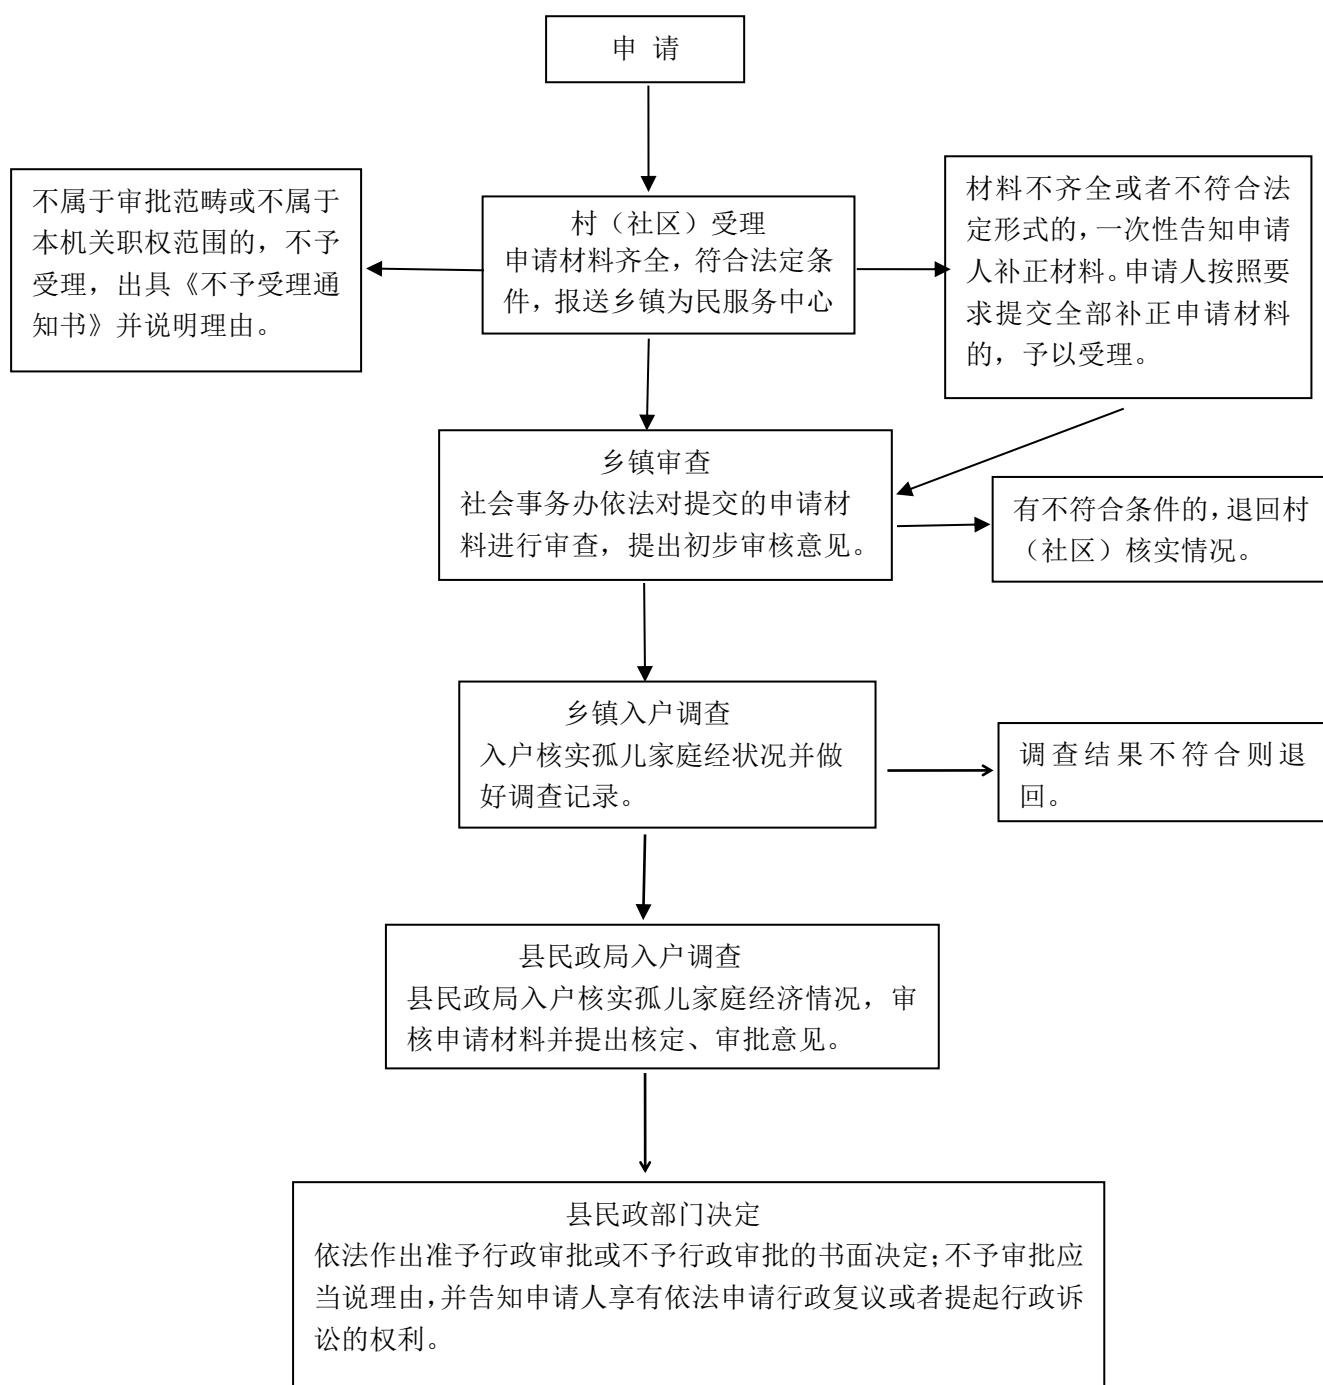 申 请
不属于审批范畴或不属于
本机关职权范围的，不予
受理，出具《不予受理通
知书》并说明理由。
村（社区）受理
申请材料齐全，符合法定条
件，报送乡镇为民服务中心
材料不齐全或者不符合法
定形式的，一次性告知申请
人补正材料。申请人按照要
求提交全部补正申请材料
的，予以受理。
乡镇审查
社会事务办依法对提交的申请材
料进行审查，提出初步审核意见。
有不符合条件的，退回村
（社区）核实情况。
乡镇入户调查
入户核实孤儿家庭经状况并做
好调查记录。
调查结果不符合则退
回。
县民政局入户调查
县民政局入户核实孤儿家庭经济情况，审
核申请材料并提出核定、审批意见。
县民政部门决定
依法作出准予行政审批或不予行政审批的书面决定；不予审批应
当说理由，并告知申请人享有依法申请行政复议或者提起行政诉
讼的权利。